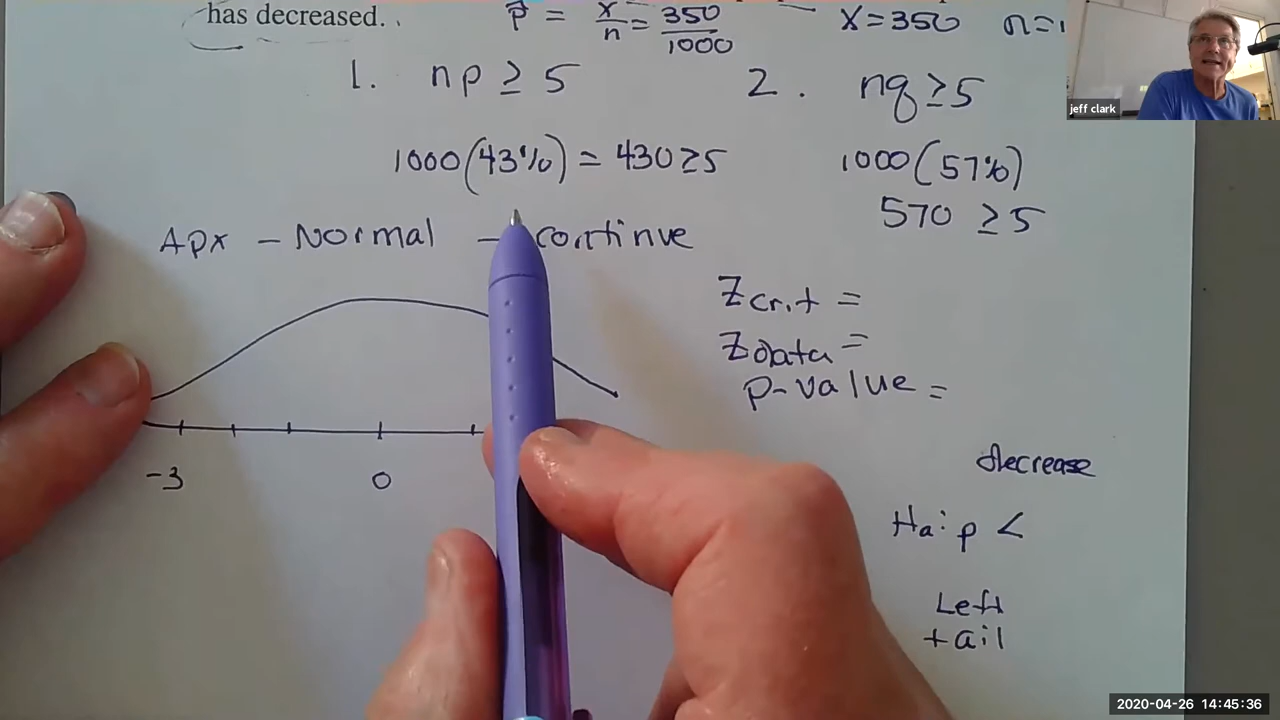 has decreased.
p̂ = x/n = 350/1000
x = 350 n = 1
1. np ≥ 5
2. nq ≥ 5
1000(43%) = 430 ≥ 5
1000(57%)
570 ≥ 5
Apx - Normal - continue
Zcrit =
Zdata =
p-value =
-3 0
decrease
Ha: p <
Left
tail
jeff clark
2020-04-26 14:45:36